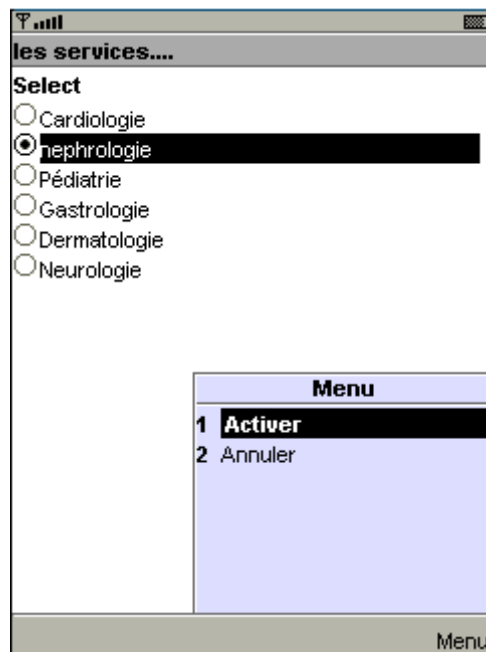 les services....
Select
Cardiologie
nephrologie
Pédiatrie
Gastrologie
Dermatologie
Neurologie
Menu
1 Activer
2 Annuler
Menu